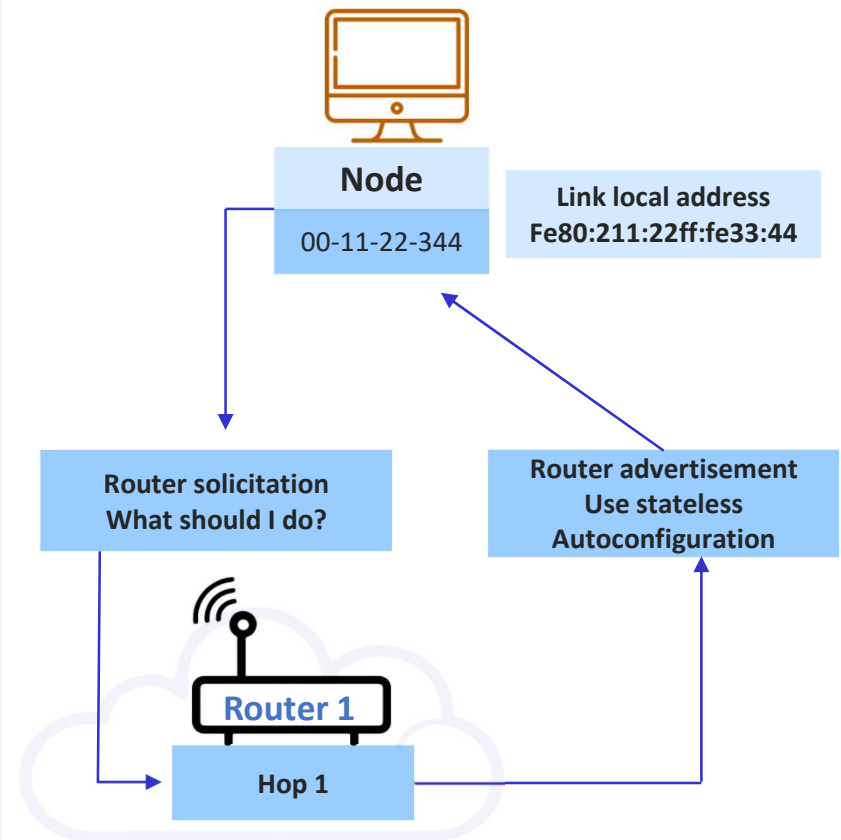 Node
00-11-22-344
Link local address
Fe80:211:22ff:fe33:44
Router solicitation
What should I do?
Router advertisement
Use stateless
Autoconfiguration
Router 1
Hop 1